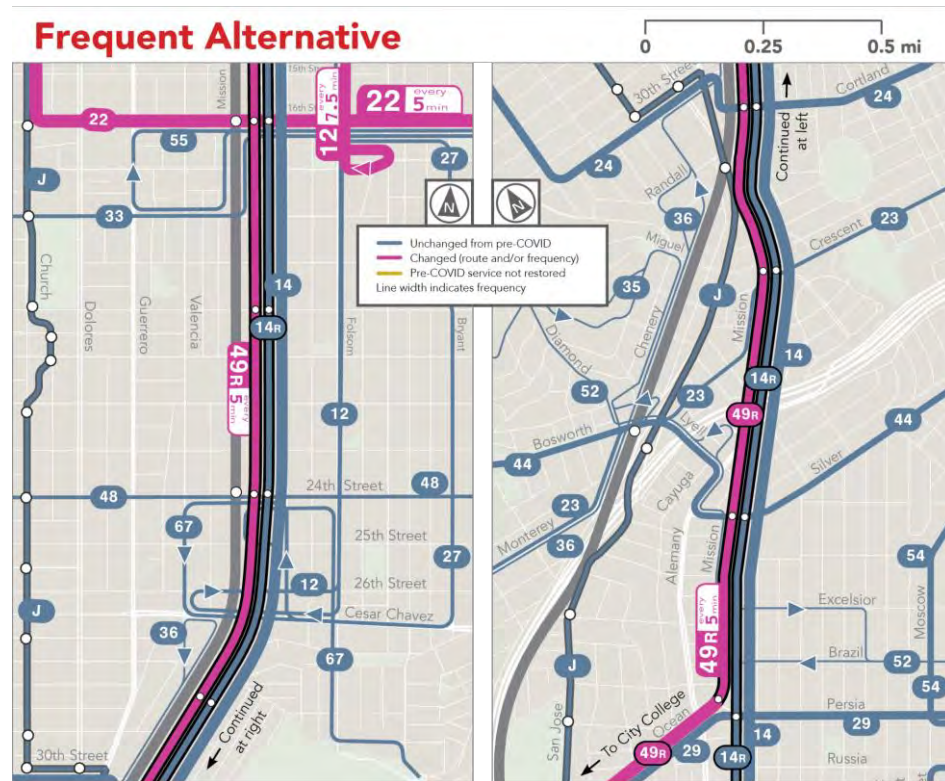 Frequent Alternative
0 0.25 0.5 mi
Mission
15th St
16th St
12 every 7.5 min
22 every 5 min
22
55
27
J
33
Church
Dolores
Guerrero
Valencia
14
14R
Folsom
Bryant
49R every 5 min
12
48
24th Street
48
67
25th Street
27
12
26th Street
Cesar Chavez
J
36
67
Continued at right
30th Street
N
N
Unchanged from pre-COVID
Changed (route and/or frequency)
Pre-COVID service not restored
Line width indicates frequency
30th Street
Cortland
24
Continued at left
24
Randall
36
Miguel
23
Crescent
35
J
Mission
Chenery
14
Diamond
14R
52
23
49R
Lyell
Bosworth
44
44
Silver
Cayuga
23
Monterey
36
Alemany
Mission
54
49R every 5 min
Excelsior
Moscow
Brazil
52
J
54
To City College
Ocean
Persia
29
San Jose
49R
29
14R
14
Russia